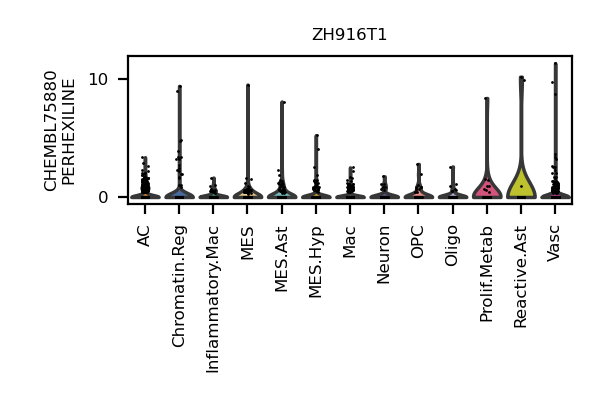 ZH916T1
CHEMBL75880
PERHEXILINE
10
0
AC
Chromatin.Reg
Inflammatory.Mac
MES
MES.Ast
MES.Hyp
Mac
Neuron
OPC
Oligo
Prolif.Metab
Reactive.Ast
Vasc